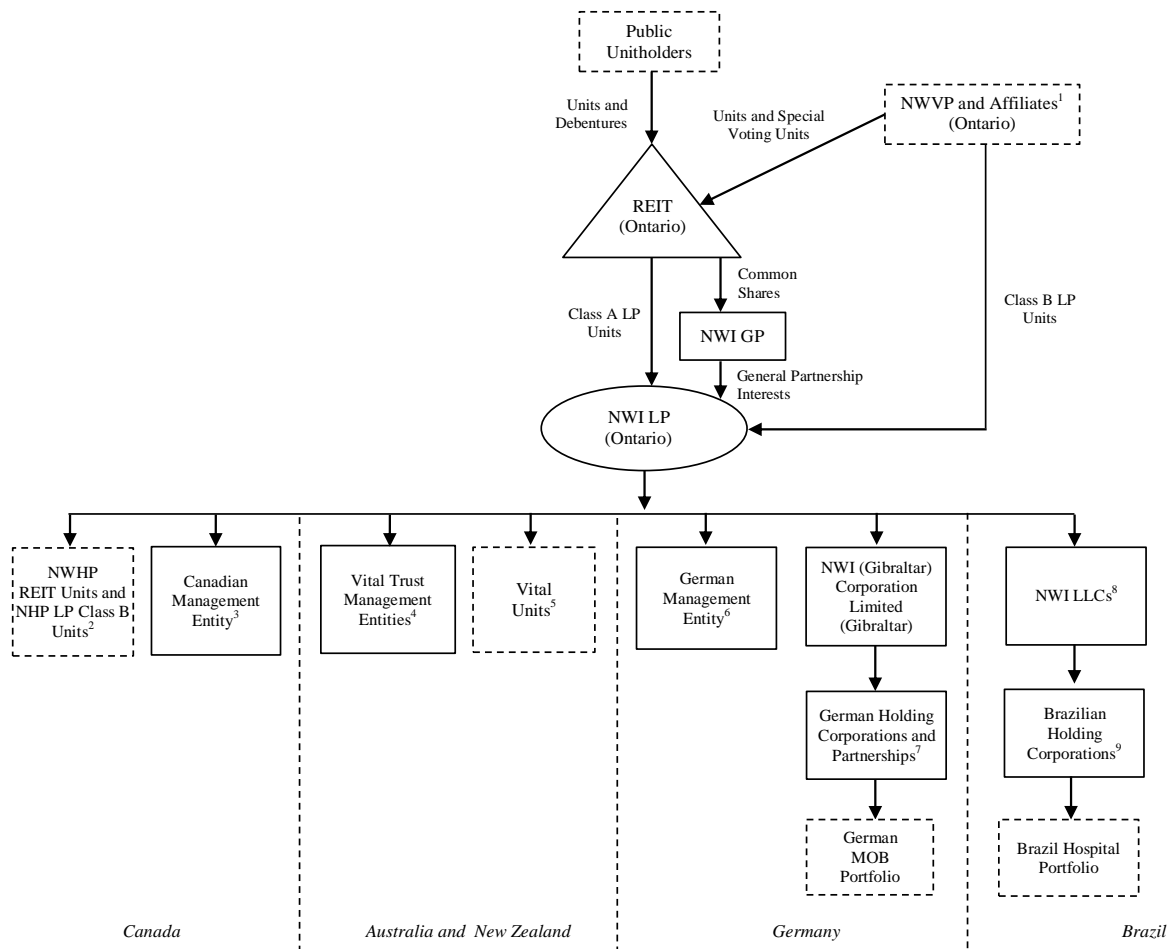 Public
Unitholders
Units and
Debentures
Units and Special
Voting Units
NWVP and Affiliates1
(Ontario)
REIT
(Ontario)
Common
Shares
Class A LP
Units
Class B LP
Units
NWI GP
General Partnership
Interests
NWI LP
(Ontario)
NWHP
REIT Units and
NHP LP Class B
Units2
Canadian
Management
Entity3
Vital Trust
Management
Entities4
Vital
Units5
German
Management
Entity6
NWI (Gibraltar)
Corporation
Limited
(Gibraltar)
NWI LLCs8
German Holding
Corporations and
Partnerships7
Brazilian
Holding
Corporations9
German
MOB
Portfolio
Brazil Hospital
Portfolio
Canada
Australia and New Zealand
Germany
Brazil